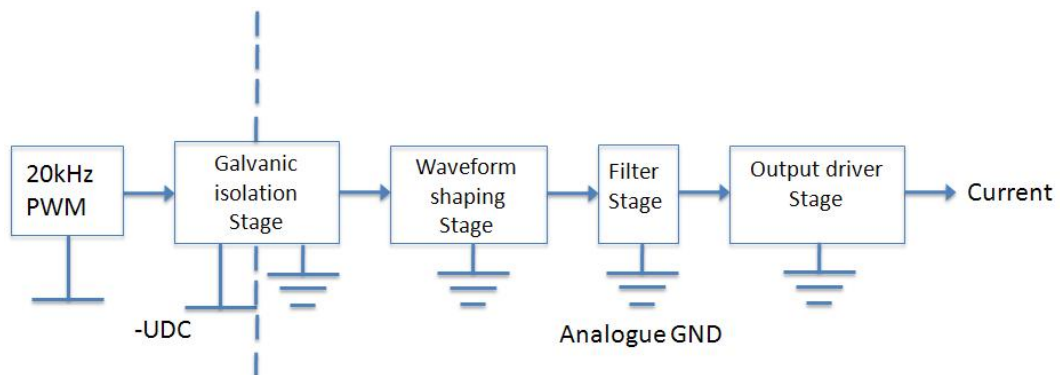 20kHz
PWM
Galvanic
isolation
Stage
Waveform
shaping
Stage
Filter
Stage
Output driver
Stage
Current
-UDC
Analogue GND